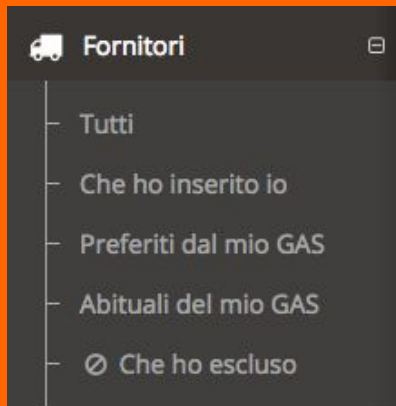 Fornitori
Tutti
Che ho inserito io
Preferiti dal mio GAS
Abituali del mio GAS
Che ho escluso